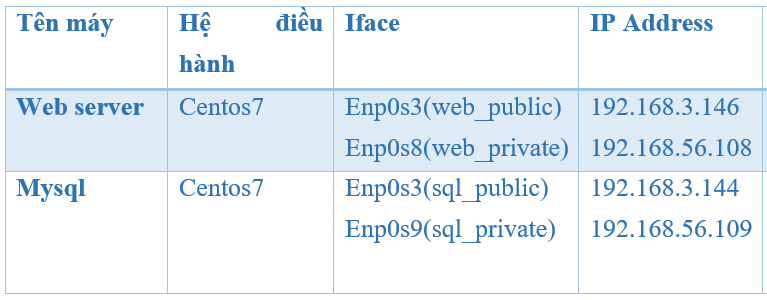 Tên máy Hệ điều hành Iface IP Address
Web server Centos7 Enp0s3(web_public) 192.168.3.146
Enp0s8(web_private) 192.168.56.108
Mysql Centos7 Enp0s3(sql_public) 192.168.3.144
Enp0s9(sql_private) 192.168.56.109